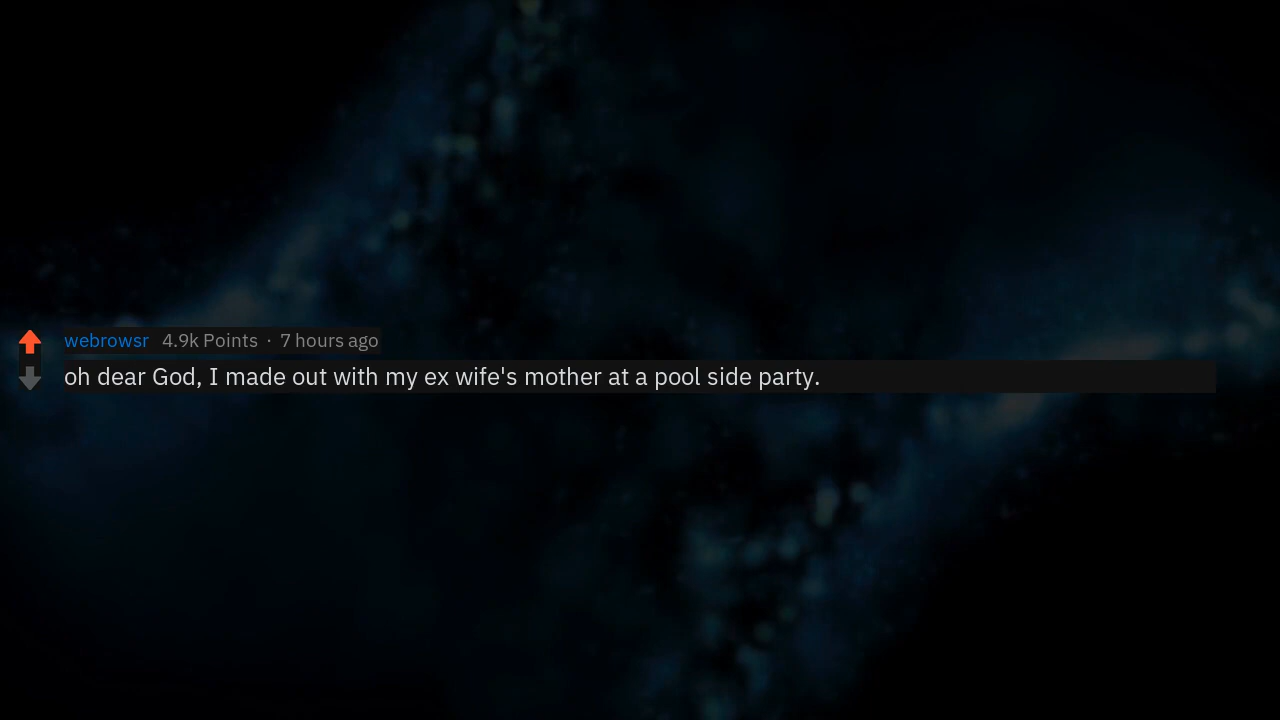 webrowsr 4.9k Points · 7 hours ago
oh dear God, I made out with my ex wife's mother at a pool side party.